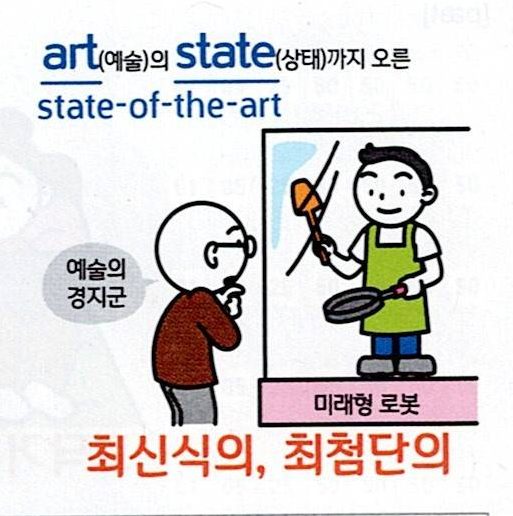 art(예술)의 state(상태)까지 오른
state-of-the-art
예술의
경지군
미래형 로봇
최신식의, 최첨단의